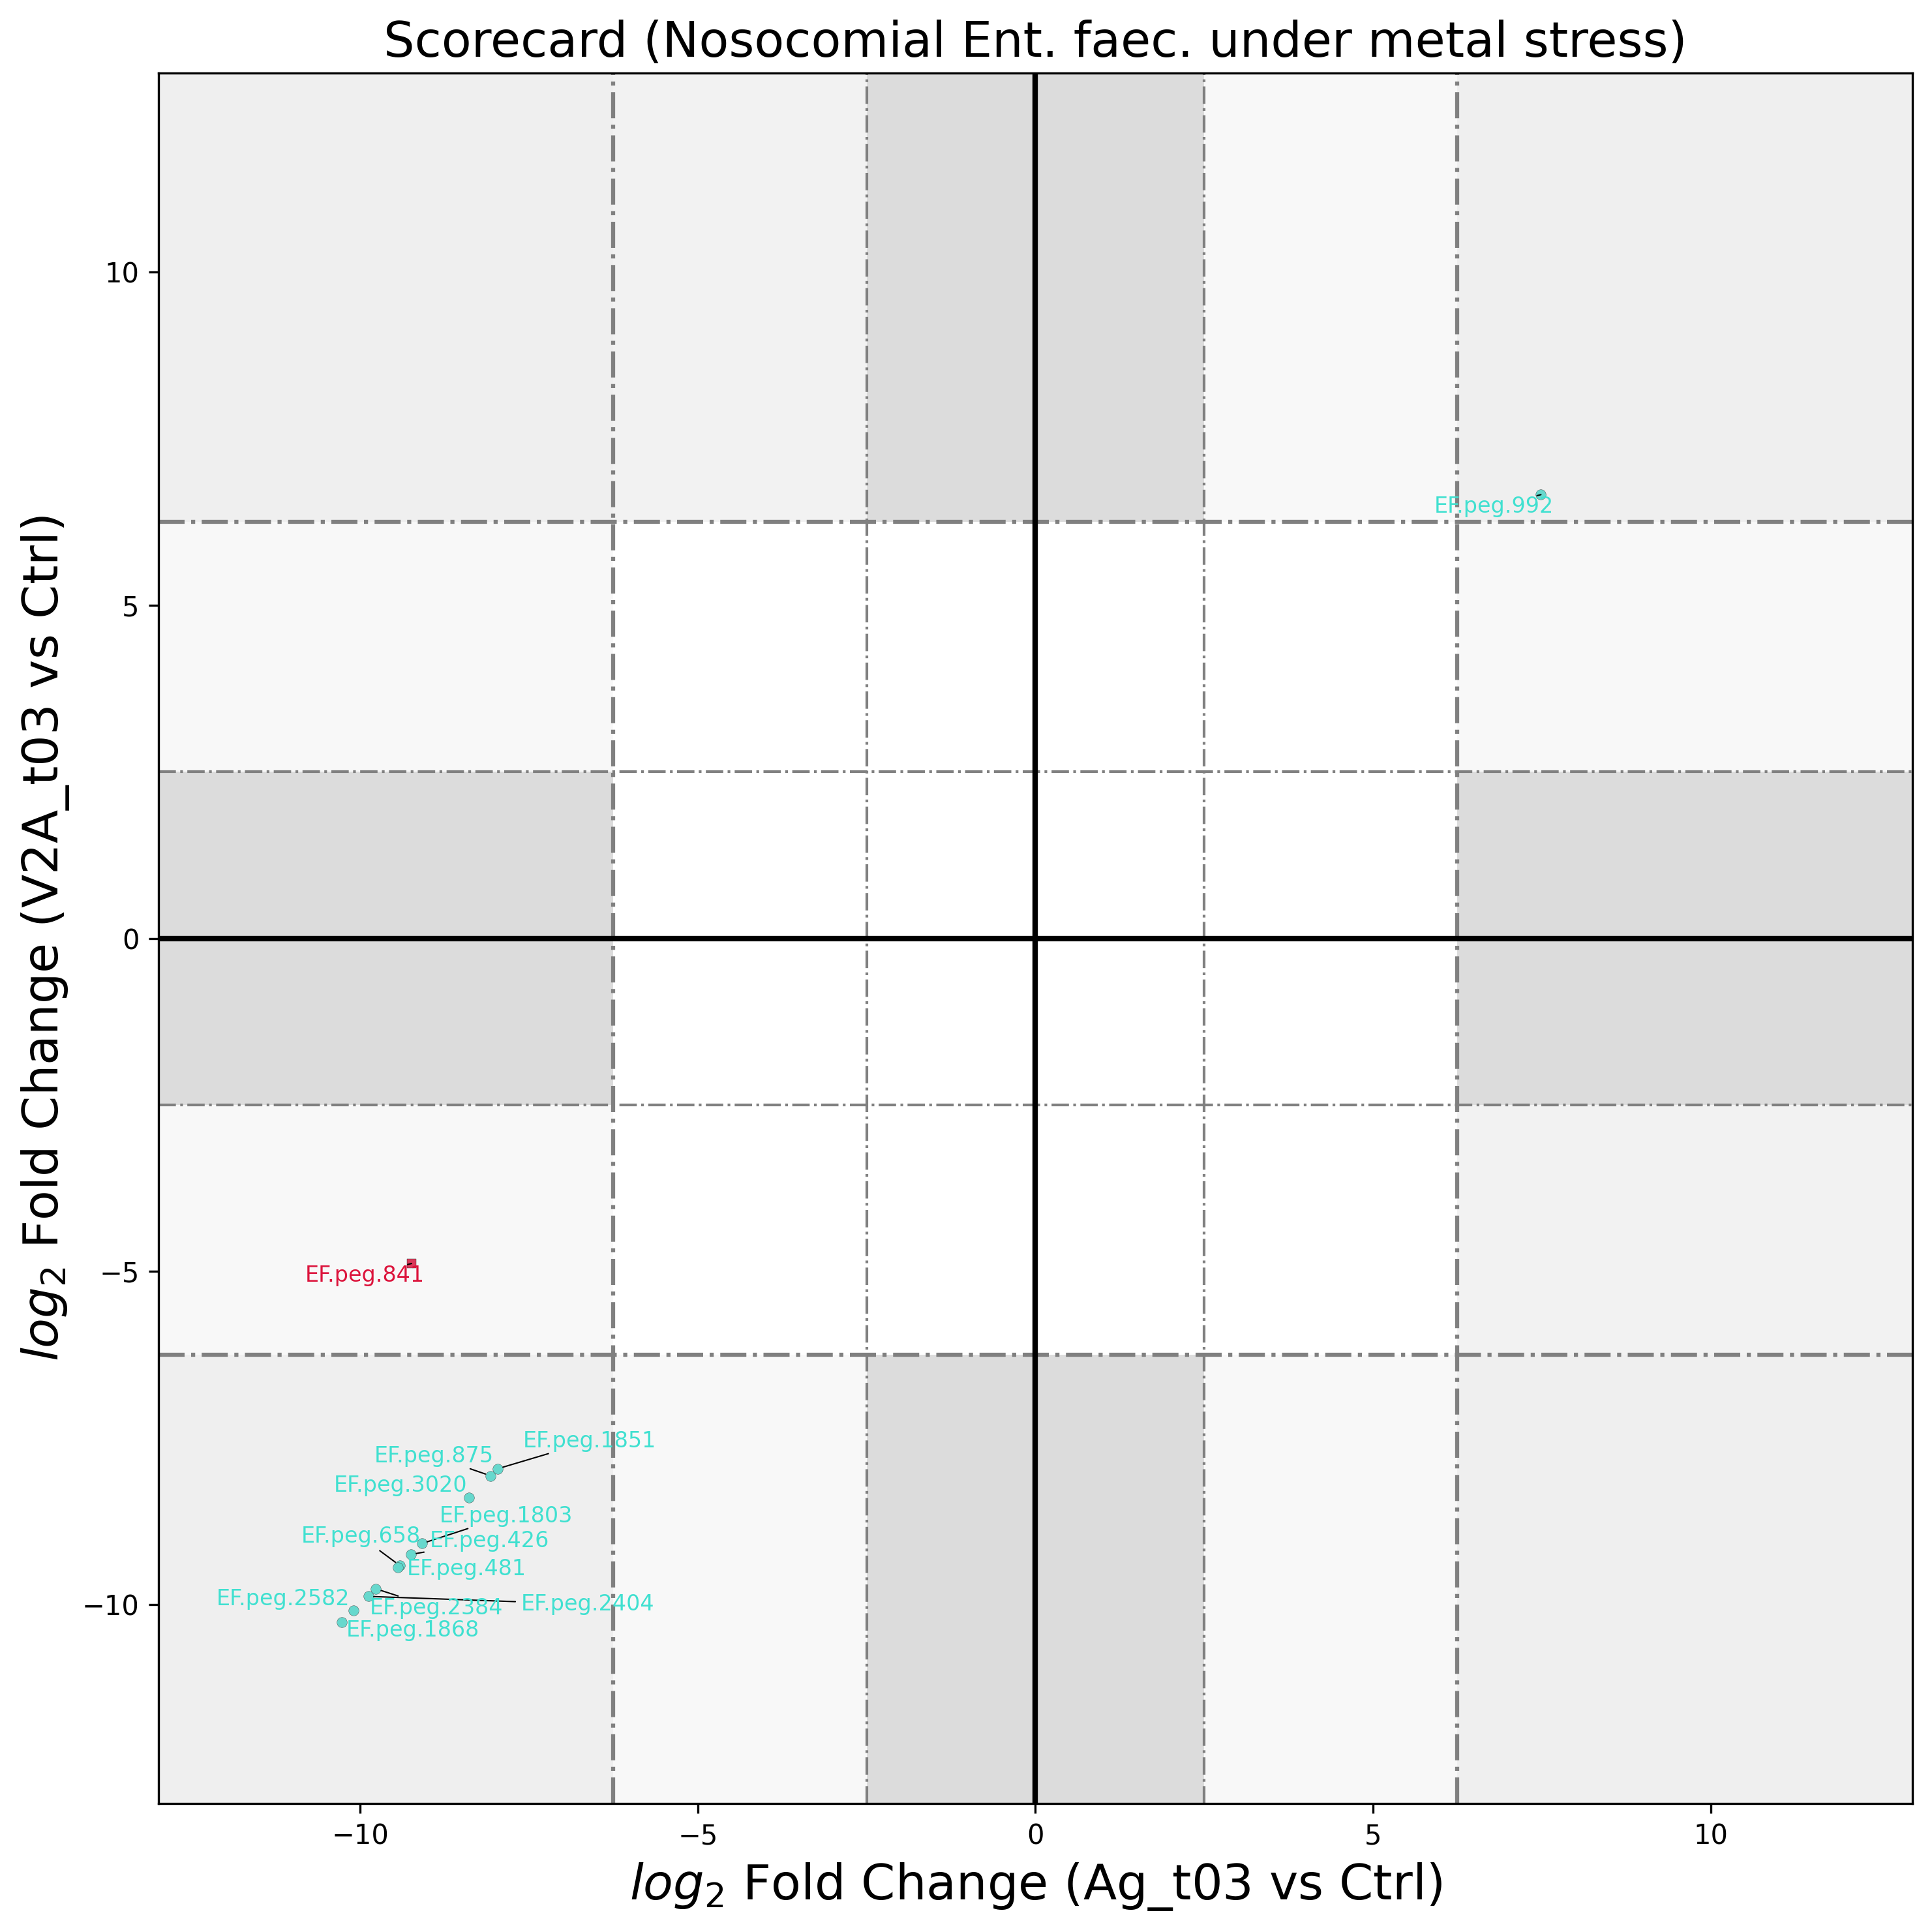 Scorecard (Nosocomial Ent. faec. under metal stress)
log2 Fold Change (V2A_t03 vs Ctrl)
10
5
0
−5
−10
EF.peg.992
EF.peg.841
EF.peg.1851
EF.peg.875
EF.peg.3020
EF.peg.1803
EF.peg.658
EF.peg.426
EF.peg.481
EF.peg.2582
EF.peg.2384
EF.peg.2404
EF.peg.1868
−10
−5
0
5
10
log2 Fold Change (Ag_t03 vs Ctrl)